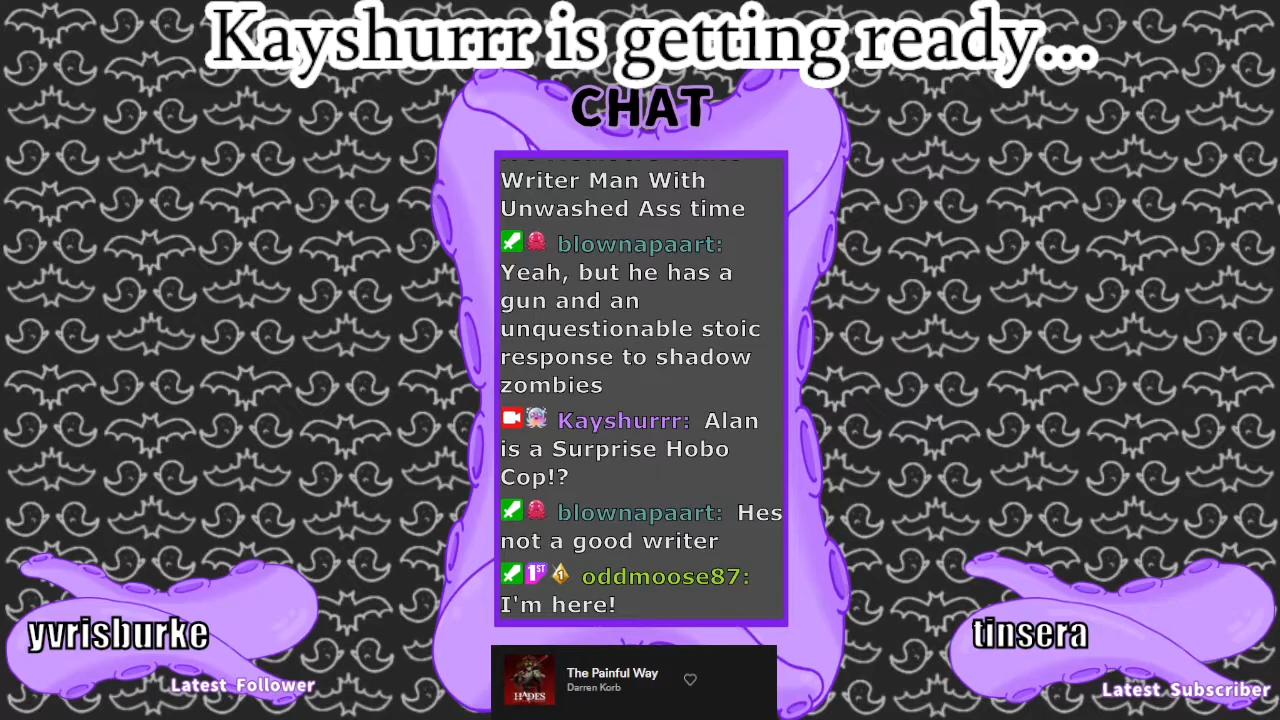 Kayshurrr is getting ready...
CHAT
Writer Man With
Unwashed Ass time
blownapaart:
Yeah, but he has a
gun and an
unquestionable stoic
response to shadow
zombies
Kayshurrr: Alan
is a Surprise Hobo
Cop!?
blownapaart: Hes
not a good writer
1ST oddmoose87:
I'm here!
yvrisburke
Latest Follower
tinsera
Latest Subscriber
HADES
The Painful Way
Darren Korb